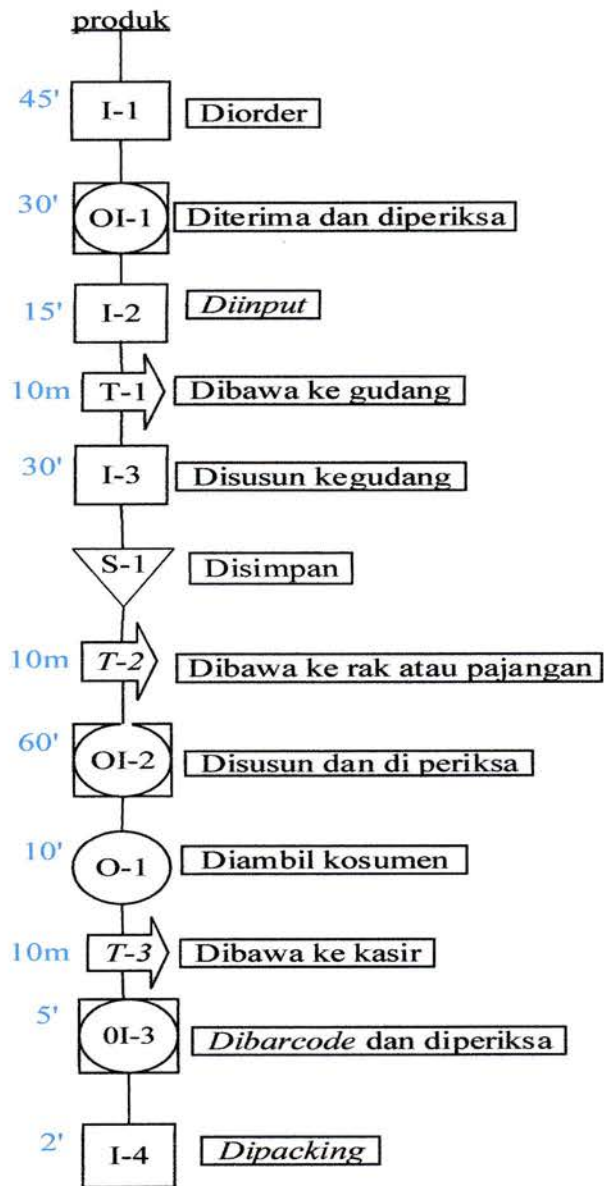 produk
45' I-1 Diorder
30' OI-1 Diterima dan diperiksa
15' I-2 Diinput
10m T-1 Dibawa ke gudang
30' I-3 Disusun kegudang
S-1 Disimpan
10m T-2 Dibawa ke rak atau pajangan
60' OI-2 Disusun dan di periksa
10' O-1 Diambil kosumen
10m T-3 Dibawa ke kasir
5' 0I-3 Dibarcode dan diperiksa
2' I-4 Dipacking